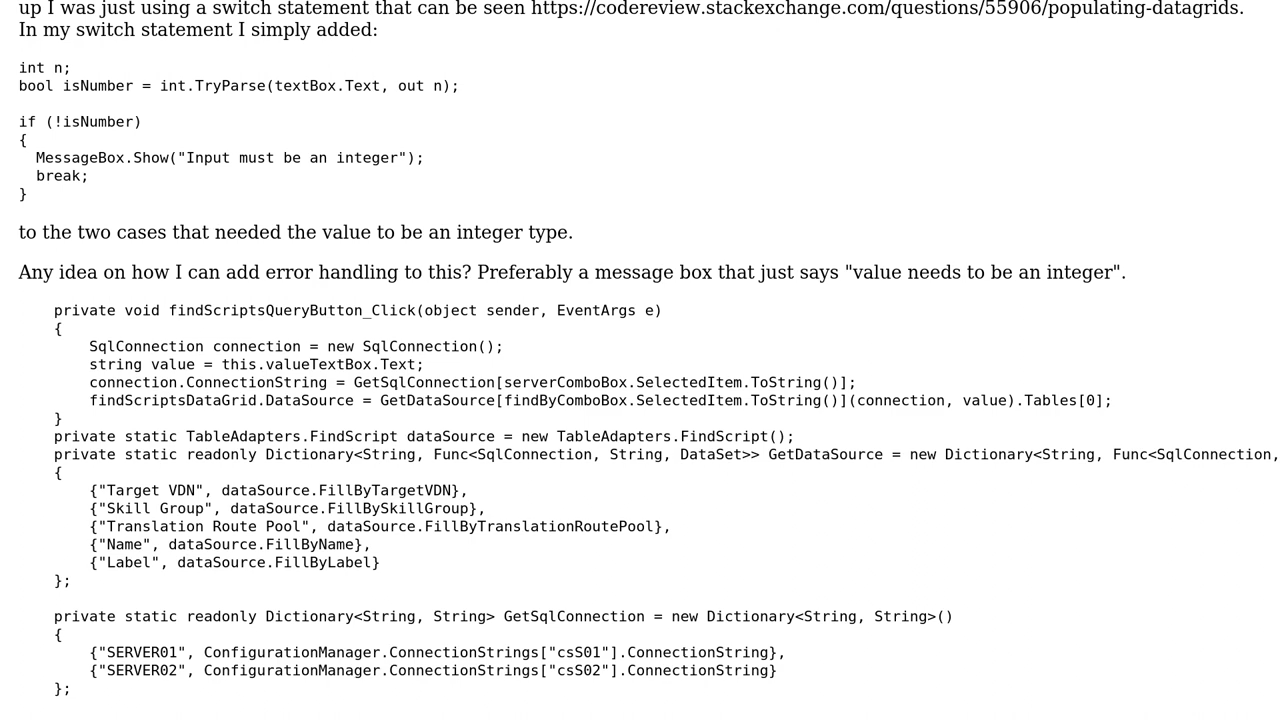 up I was just using a switch statement that can be seen https://codereview.stackexchange.com/questions/55906/populating-datagrids.
In my switch statement I simply added:
int n;
bool isNumber = int.TryParse(textBox.Text, out n);
if (!isNumber)
{
  MessageBox.Show("Input must be an integer");
  break;
}
to the two cases that needed the value to be an integer type.
Any idea on how I can add error handling to this? Preferably a message box that just says "value needs to be an integer".
    private void findScriptsQueryButton_Click(object sender, EventArgs e)
    {
        SqlConnection connection = new SqlConnection();
        string value = this.valueTextBox.Text;
        connection.ConnectionString = GetSqlConnection[serverComboBox.SelectedItem.ToString()];
        findScriptsDataGrid.DataSource = GetDataSource[findByComboBox.SelectedItem.ToString()](connection, value).Tables[0];
    }
    private static TableAdapters.FindScript dataSource = new TableAdapters.FindScript();
    private static readonly Dictionary<String, Func<SqlConnection, String, DataSet>> GetDataSource = new Dictionary<String, Func<SqlConnection,
    {
        {"Target VDN", dataSource.FillByTargetVDN},
        {"Skill Group", dataSource.FillBySkillGroup},
        {"Translation Route Pool", dataSource.FillByTranslationRoutePool},
        {"Name", dataSource.FillByName},
        {"Label", dataSource.FillByLabel}
    };
    private static readonly Dictionary<String, String> GetSqlConnection = new Dictionary<String, String>()
    {
        {"SERVER01", ConfigurationManager.ConnectionStrings["csS01"].ConnectionString},
        {"SERVER02", ConfigurationManager.ConnectionStrings["csS02"].ConnectionString}
    };